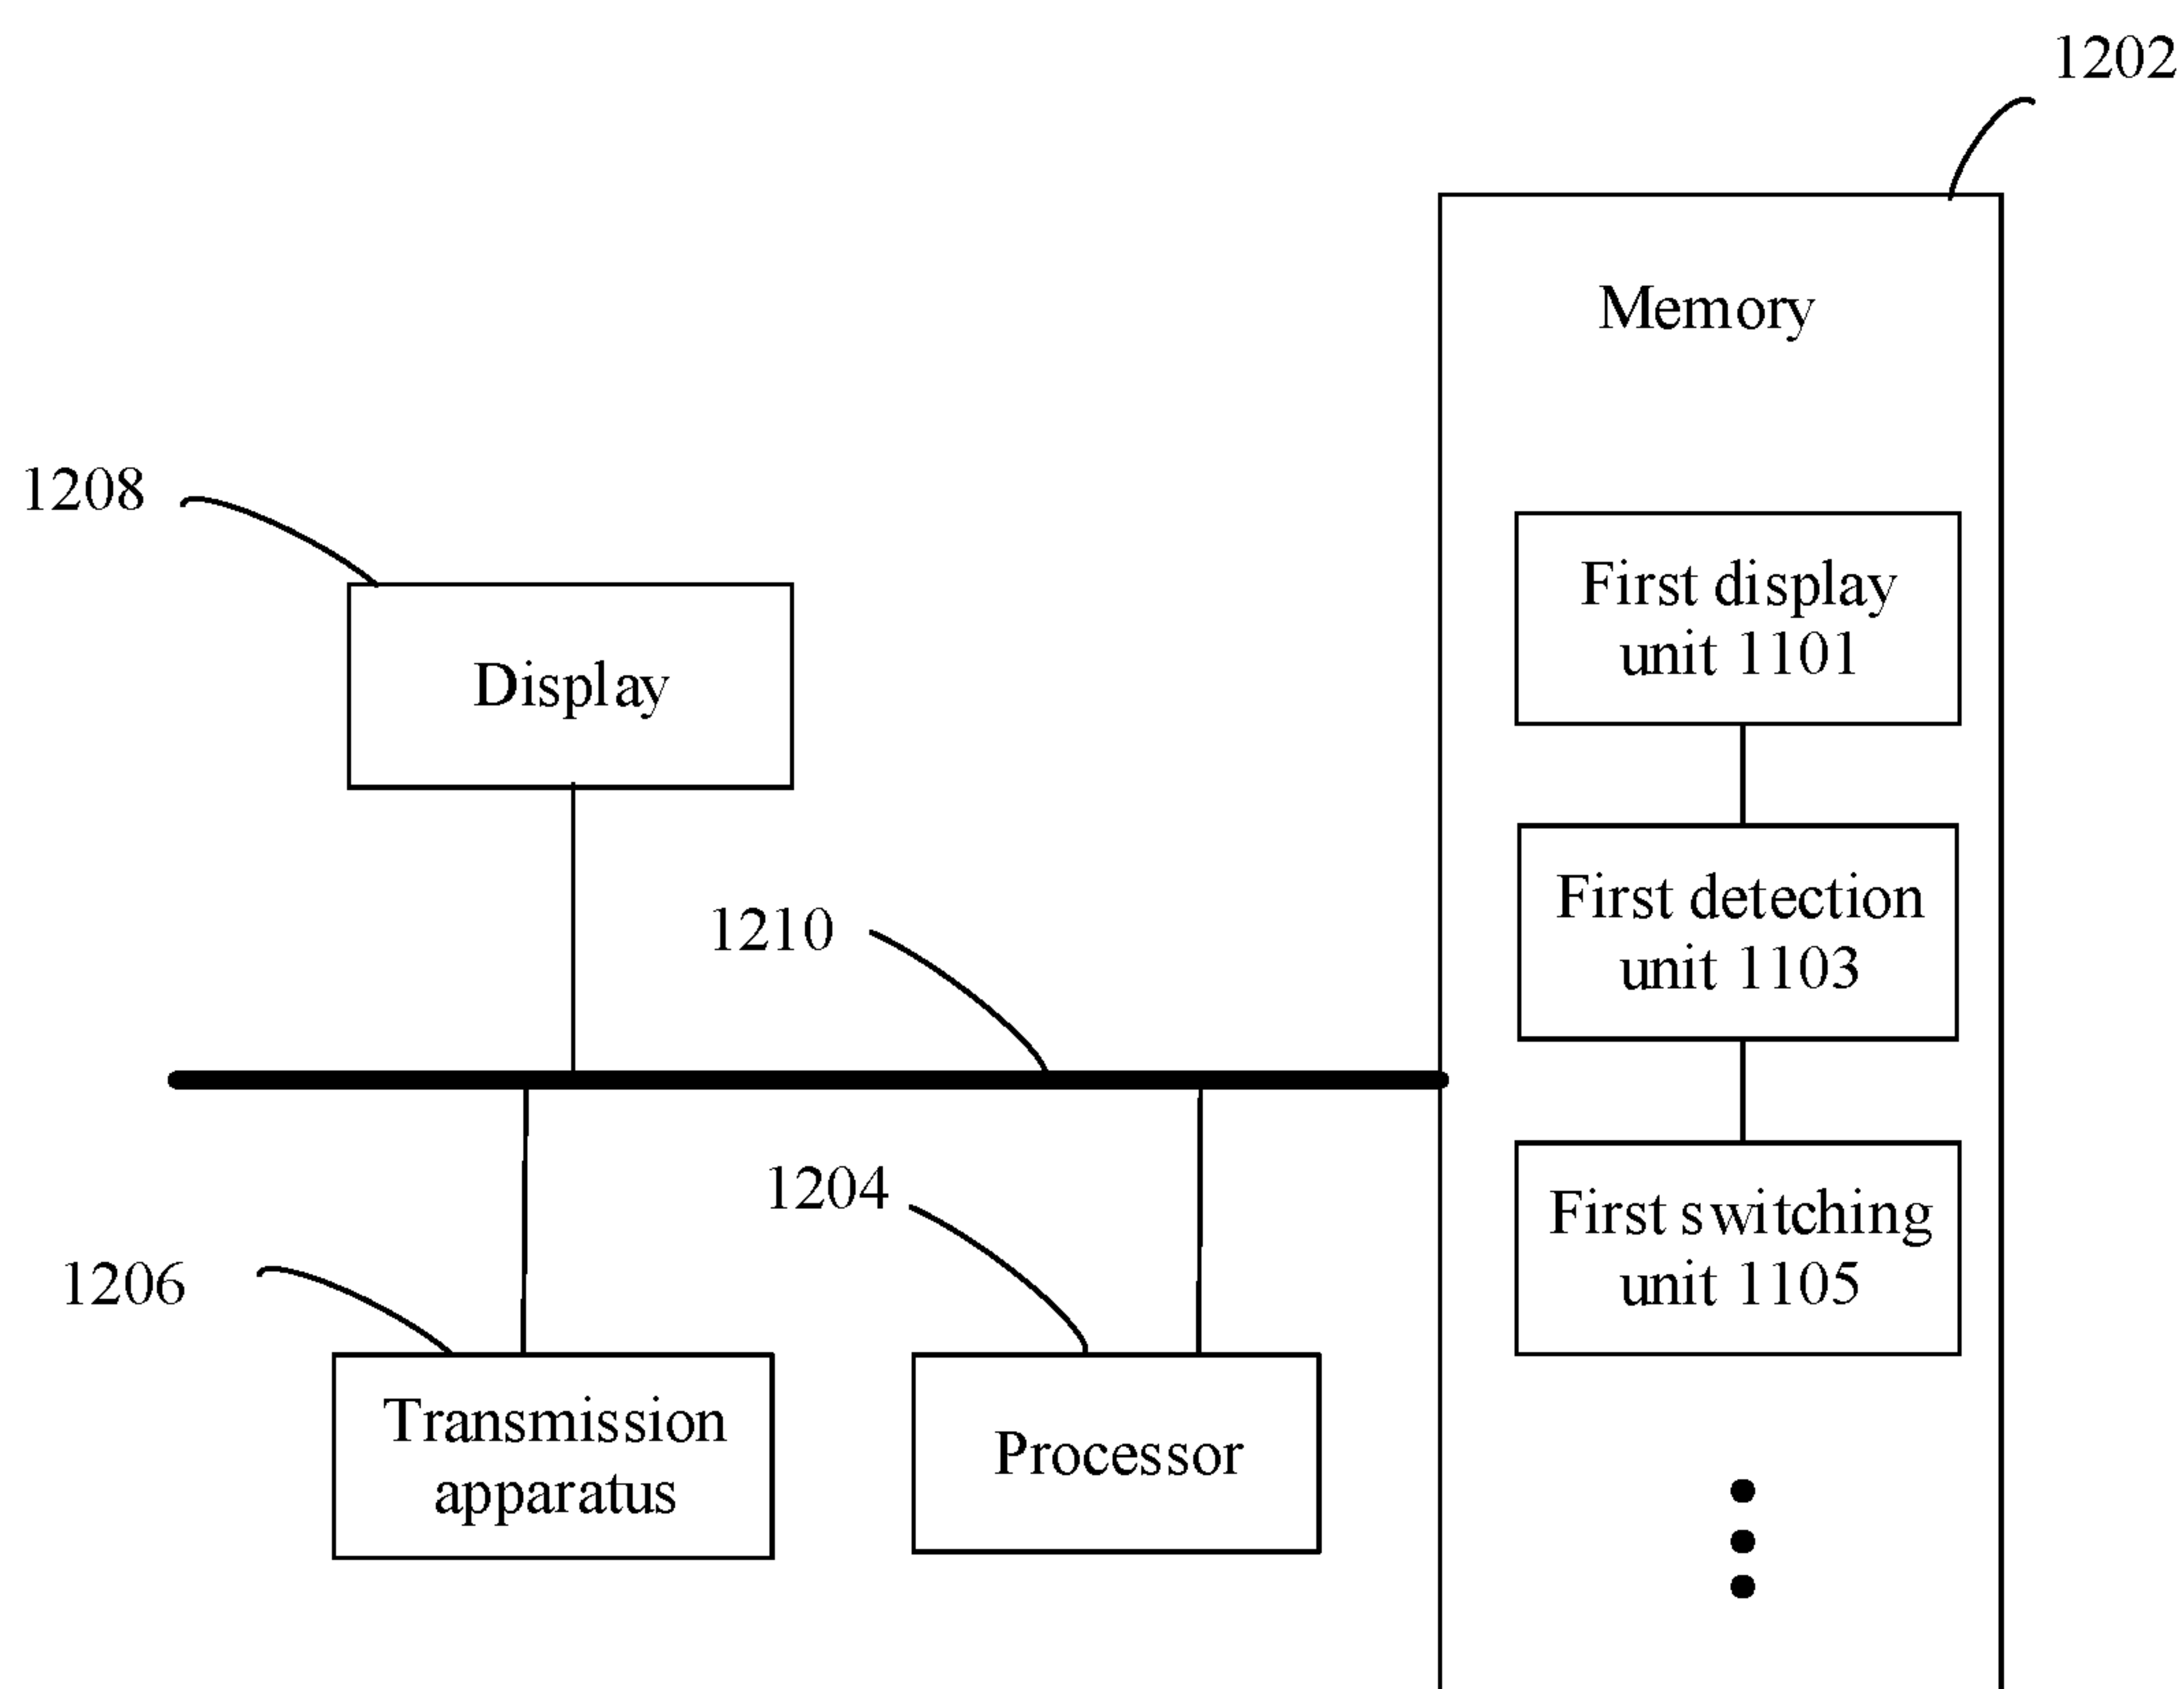 1202
Memory
1208
First display
unit 1101
Display
First detection
unit 1103
1210
1204
First switching
unit 1105
1206
Transmission
apparatus
Processor